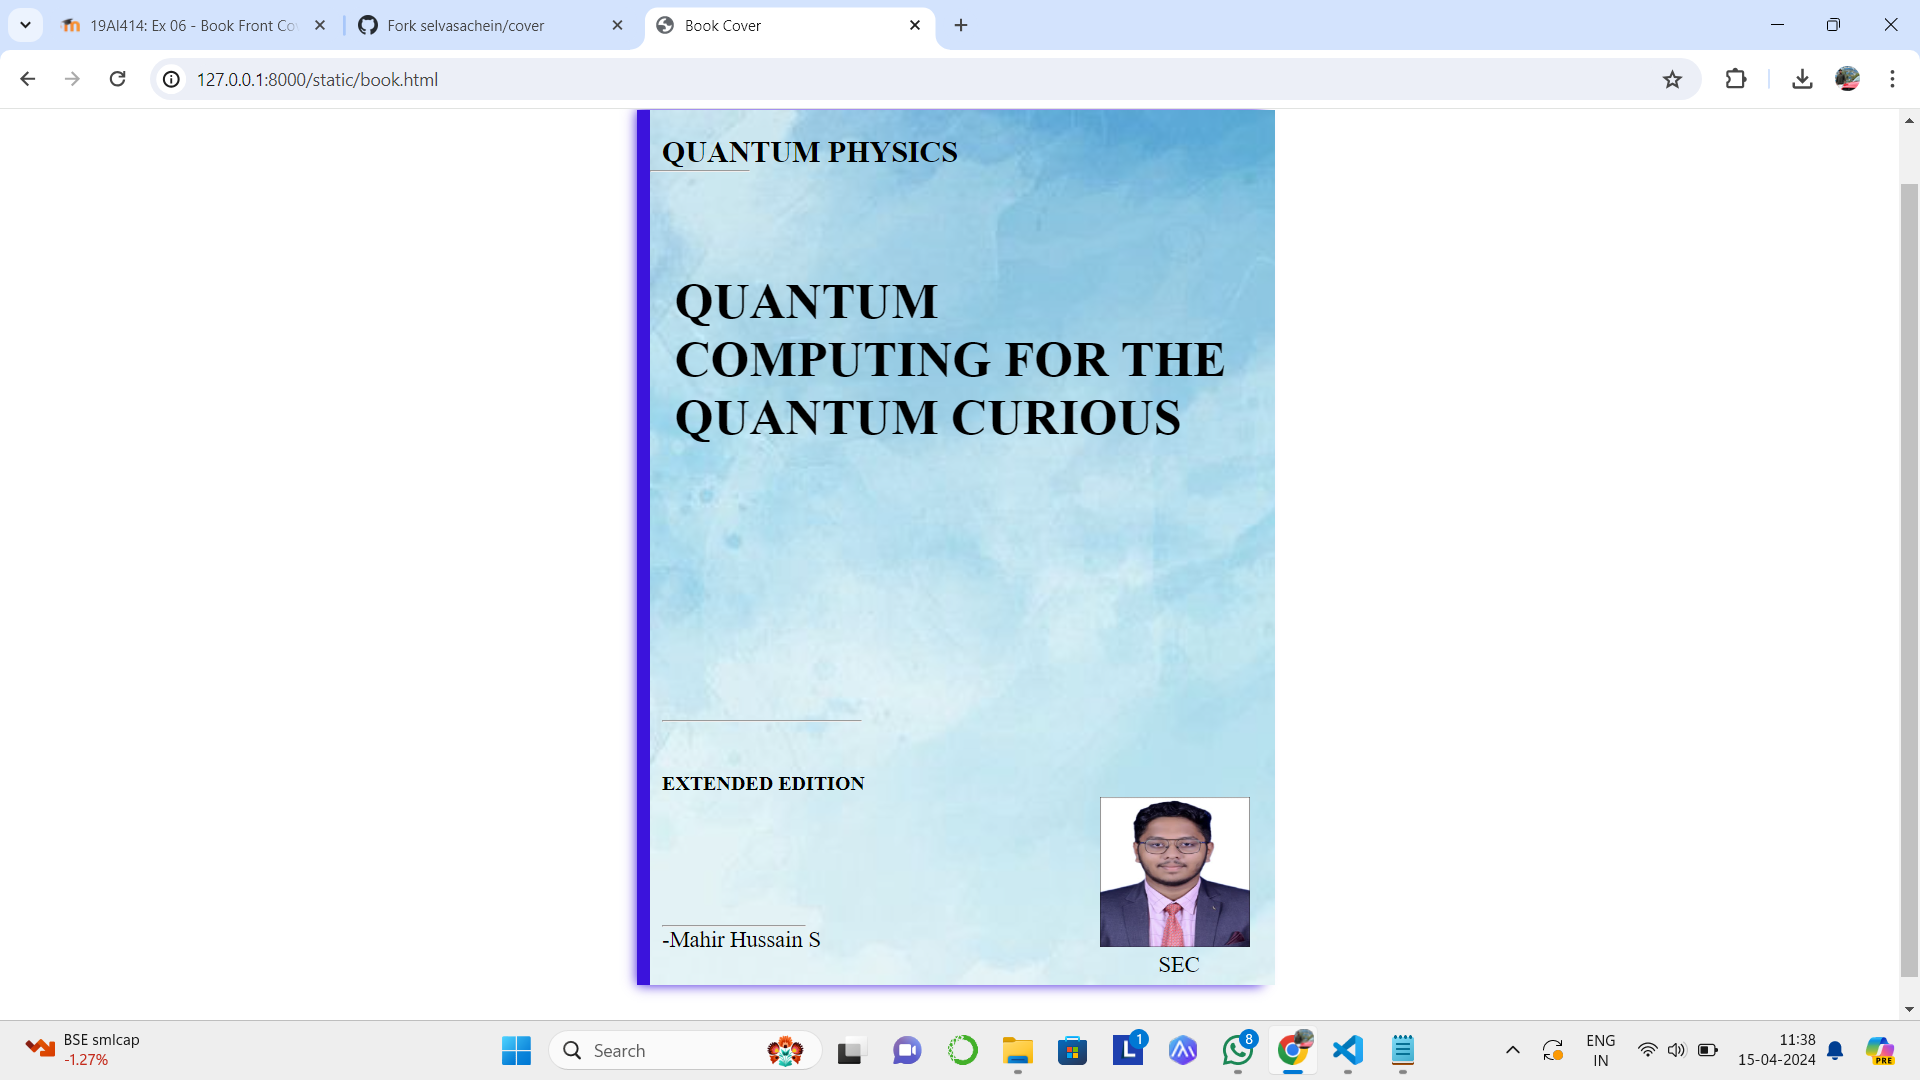 19AI414: Ex 06 - Book Front Co
Fork selvasachein/cover
Book Cover
127.0.0.1:8000/static/book.html
QUANTUM PHYSICS
QUANTUM
COMPUTING FOR THE
QUANTUM CURIOUS
EXTENDED EDITION
-Mahir Hussain S
SEC
BSE smlcap
-1.27%
Search
L
1
8
ENG
IN
11:38
15-04-2024
PRE